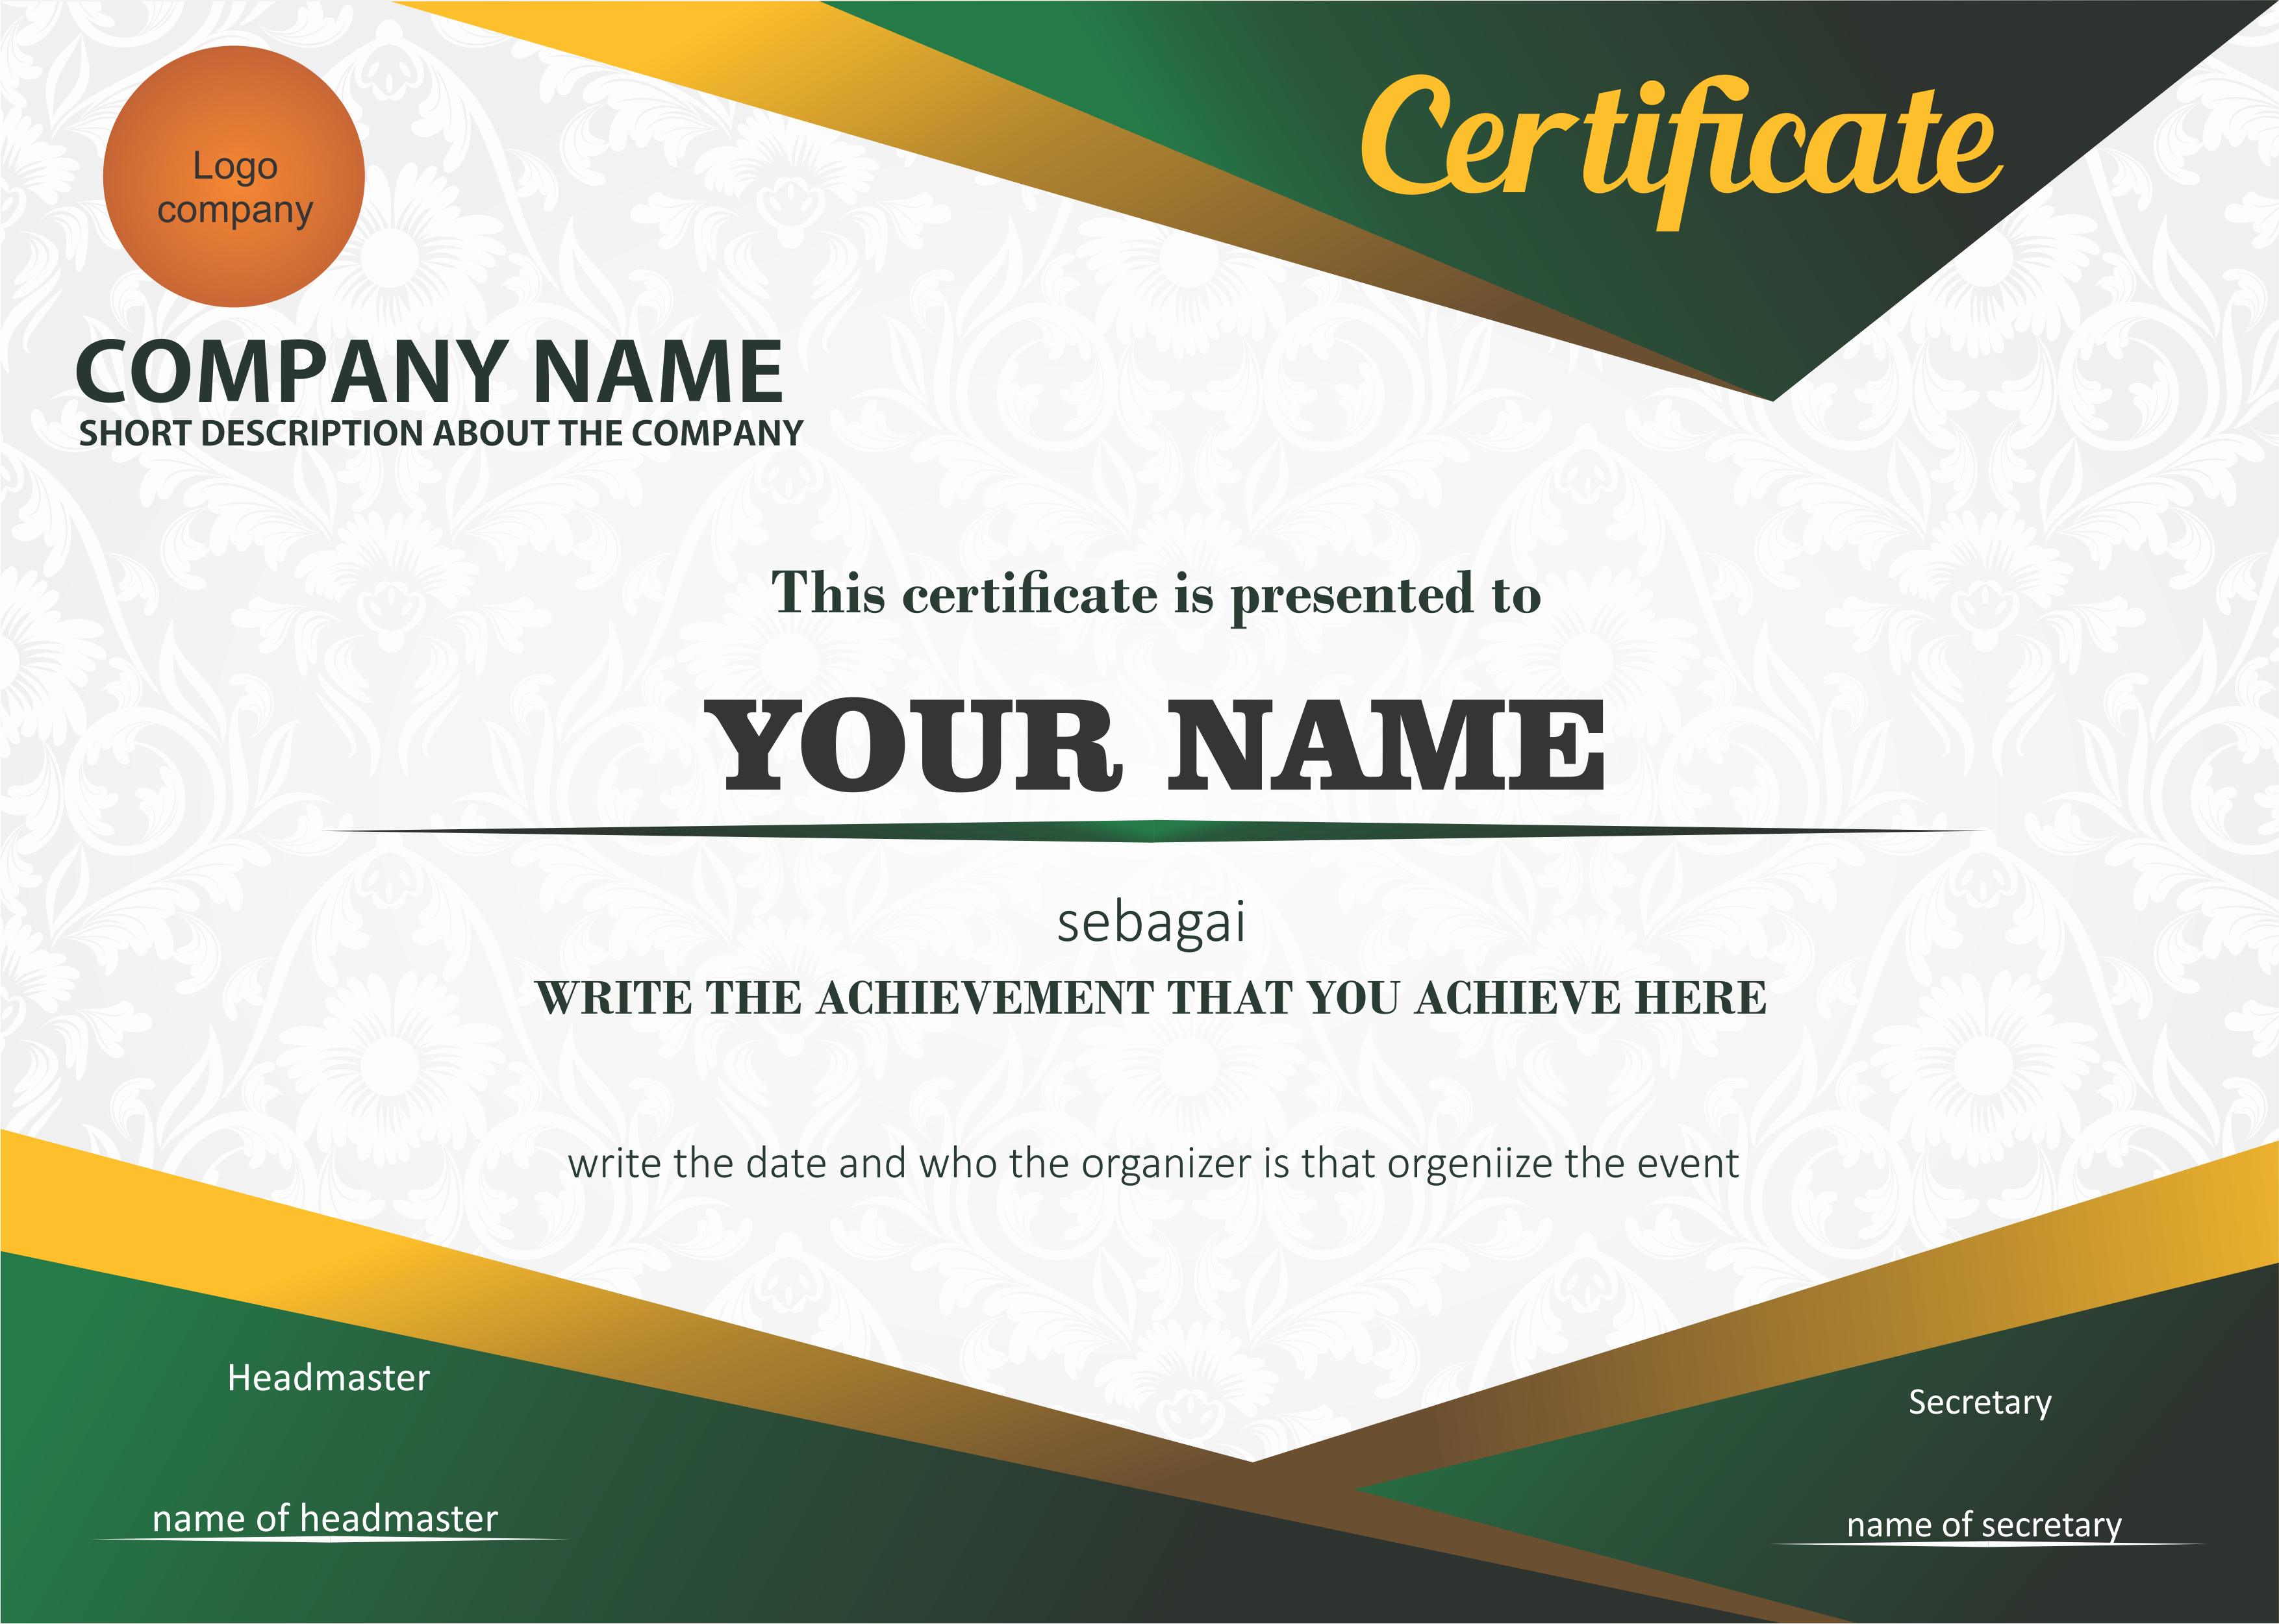 Certificate
Logo
company
COMPANY NAME
SHORT DESCRIPTION ABOUT THE COMPANY
This certificate is presented to
YOUR NAME
sebagai
WRITE THE ACHIEVEMENT THAT YOU ACHIEVE HERE
write the date and who the organizer is that orgeniize the event
Headmaster
name of headmaster
Secretary
name of secretary